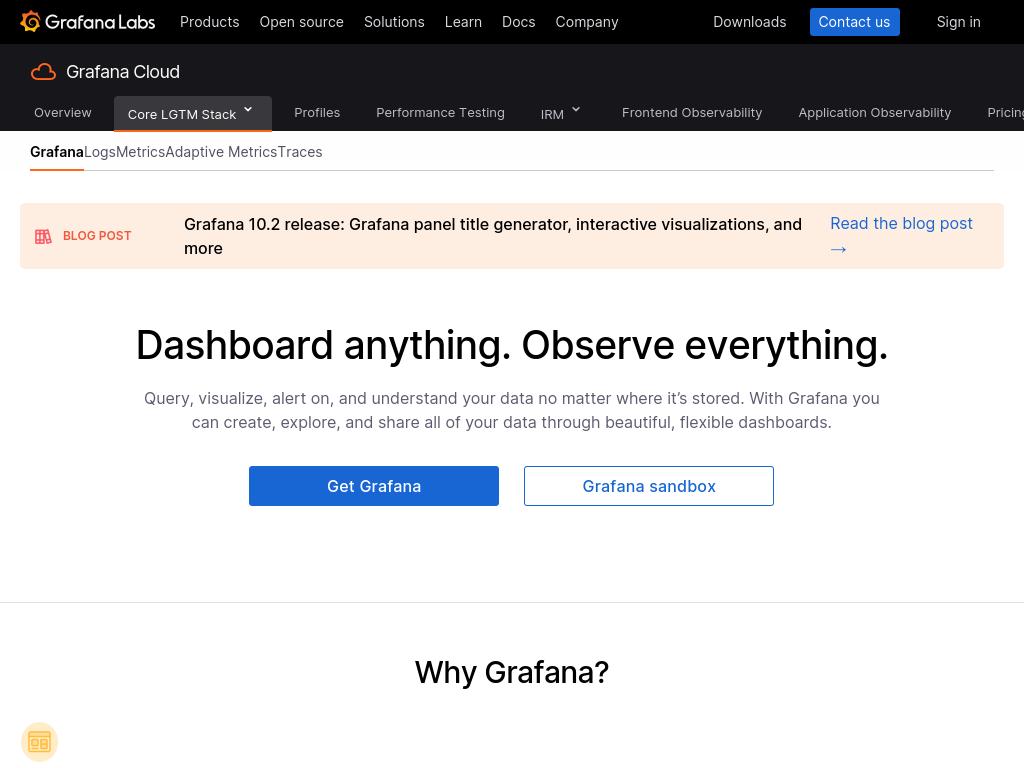 Grafana Labs Products Open source Solutions Learn Docs Company Downloads Contact us Sign in
Grafana Cloud
Overview Core LGTM Stack Profiles Performance Testing IRM Frontend Observability Application Observability Pricing
Grafana Logs Metrics Adaptive Metrics Traces
BLOG POST
Grafana 10.2 release: Grafana panel title generator, interactive visualizations, and
more
Read the blog post
→
Dashboard anything. Observe everything.
Query, visualize, alert on, and understand your data no matter where it’s stored. With Grafana you
can create, explore, and share all of your data through beautiful, flexible dashboards.
Get Grafana Grafana sandbox
Why Grafana?